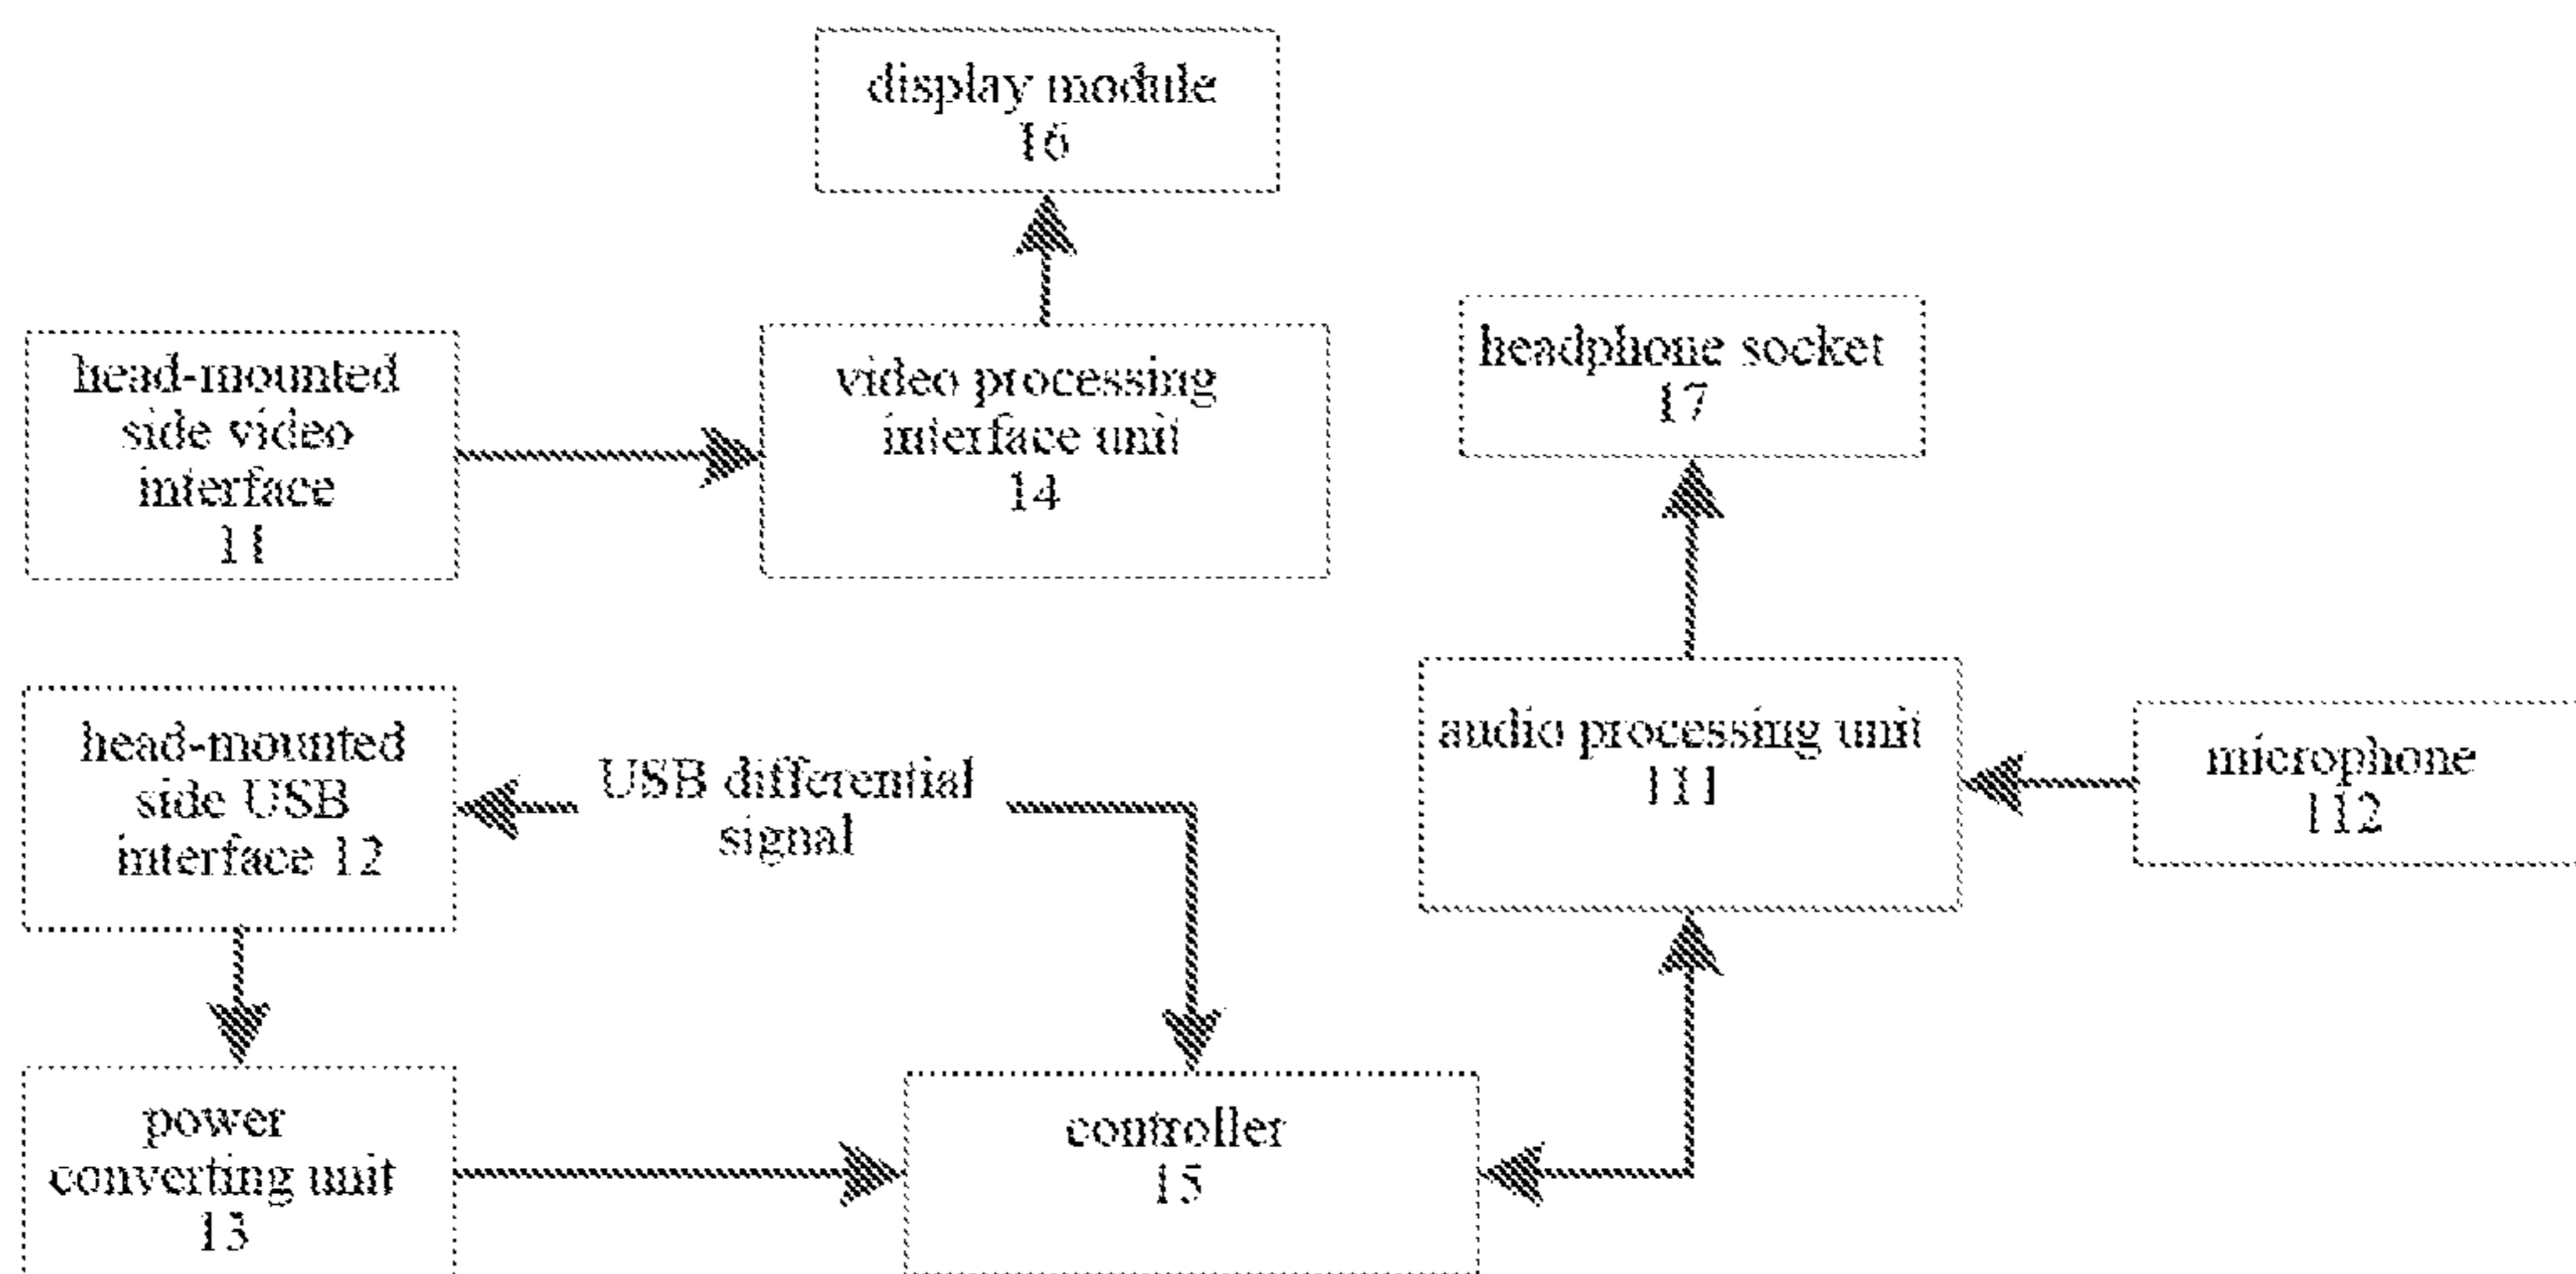 display module
16
head-mounted
side video
interface
11
video processing
interface unit
14
headphone socket
17
head-mounted
side USB
interface 12
USB differential
signal
audio processing unit
111
microphone
112
power
converting unit
13
controller
15